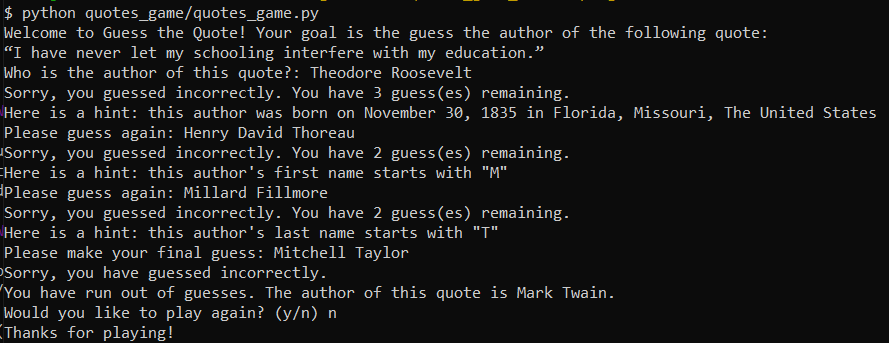 $ python quotes_game/quotes_game.py
Welcome to Guess the Quote! Your goal is the guess the author of the following quote:
“I have never let my schooling interfere with my education.”
Who is the author of this quote?: Theodore Roosevelt
Sorry, you guessed incorrectly. You have 3 guess(es) remaining.
Here is a hint: this author was born on November 30, 1835 in Florida, Missouri, The United States
Please guess again: Henry David Thoreau
Sorry, you guessed incorrectly. You have 2 guess(es) remaining.
Here is a hint: this author's first name starts with "M"
Please guess again: Millard Fillmore
Sorry, you guessed incorrectly. You have 2 guess(es) remaining.
Here is a hint: this author's last name starts with "T"
Please make your final guess: Mitchell Taylor
Sorry, you have guessed incorrectly.
You have run out of guesses. The author of this quote is Mark Twain.
Would you like to play again? (y/n) n
Thanks for playing!